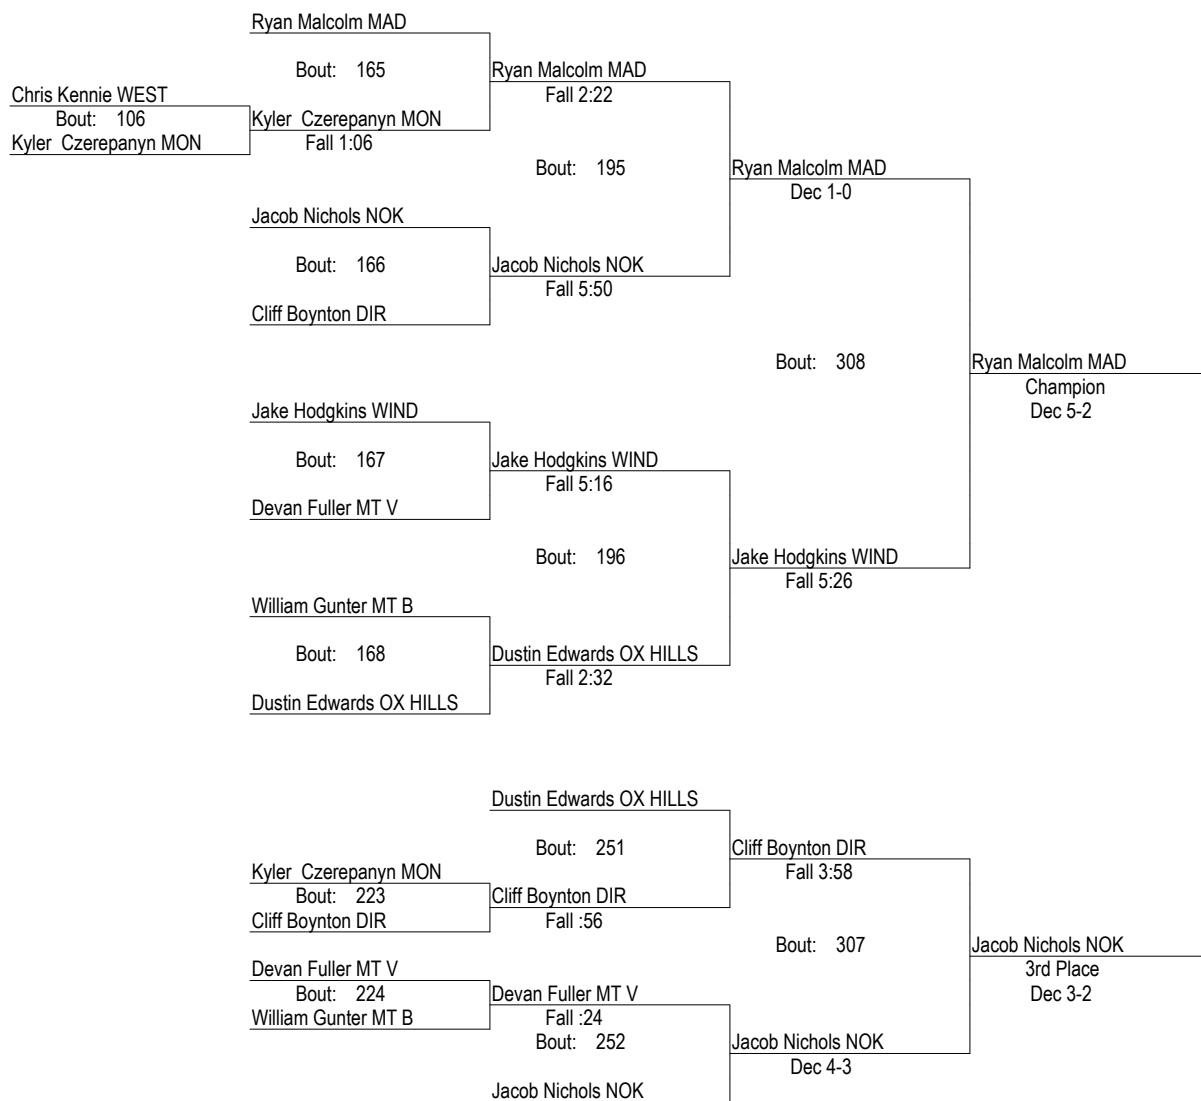 Ryan Malcolm MAD
Bout: 165
Ryan Malcolm MAD
Fall 2:22
Chris Kennie WEST
Bout: 106
Kyler Czerepanyn MON
Kyler Czerepanyn MON
Fall 1:06
Bout: 195
Ryan Malcolm MAD
Dec 1-0
Jacob Nichols NOK
Bout: 166
Jacob Nichols NOK
Fall 5:50
Cliff Boynton DIR
Bout: 308
Ryan Malcolm MAD
Champion
Dec 5-2
Jake Hodgkins WIND
Bout: 167
Jake Hodgkins WIND
Fall 5:16
Devan Fuller MT V
Bout: 196
Jake Hodgkins WIND
Fall 5:26
William Gunter MT B
Bout: 168
Dustin Edwards OX HILLS
Fall 2:32
Dustin Edwards OX HILLS
Dustin Edwards OX HILLS
Bout: 251
Cliff Boynton DIR
Fall 3:58
Kyler Czerepanyn MON
Bout: 223
Cliff Boynton DIR
Cliff Boynton DIR
Fall :56
Bout: 307
Jacob Nichols NOK
3rd Place
Dec 3-2
Devan Fuller MT V
Bout: 224
William Gunter MT B
Devan Fuller MT V
Fall :24
Bout: 252
Jacob Nichols NOK
Dec 4-3
Jacob Nichols NOK